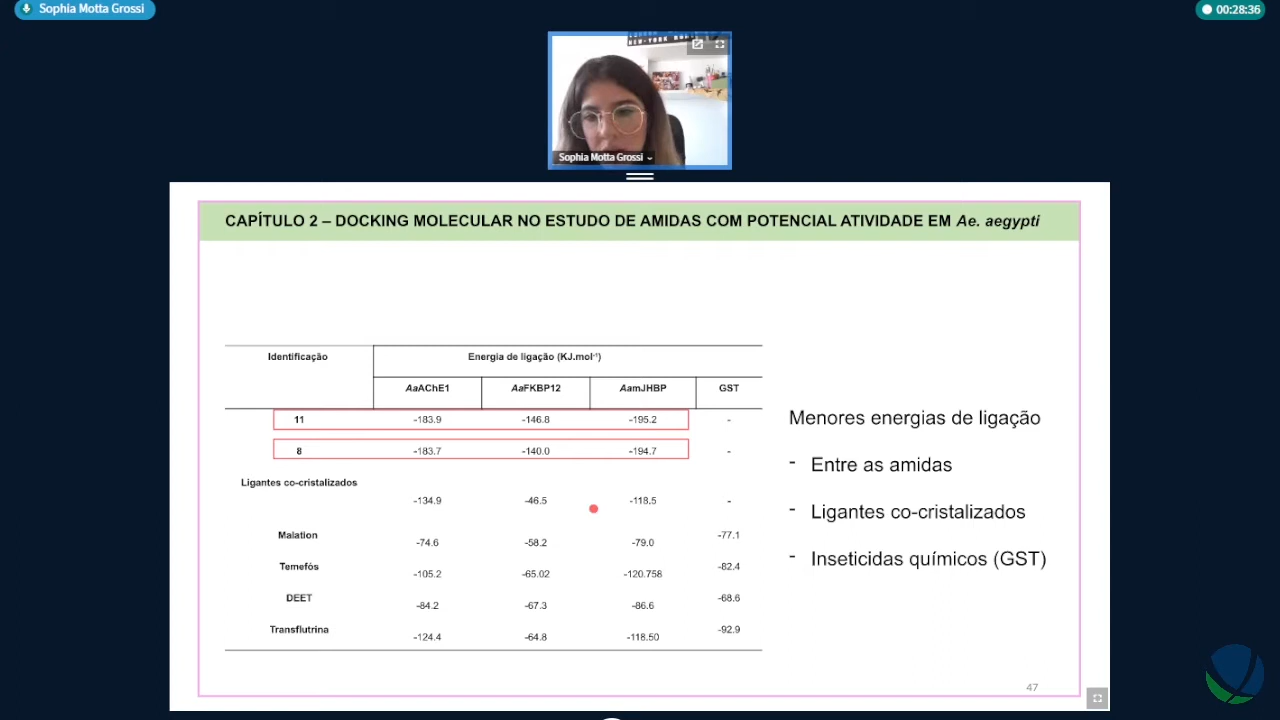 Sophia Motta Grossi
00:28:36
Sophia Motta Grossi
CAPÍTULO 2 – DOCKING MOLECULAR NO ESTUDO DE AMIDAS COM POTENCIAL ATIVIDADE EM Ae. aegypti
Identificação Energia de ligação (KJ.mol⁻¹)
AaAChE1 AaFKBP12 AamJHBP GST
11 -183.9 -146.8 -195.2 -
8 -183.7 -140.0 -194.7 -
Ligantes co-cristalizados
-134.9 -46.5 -118.5 -
Malation -74.6 -58.2 -79.0 -77.1
Temefós -105.2 -65.02 -120.758 -82.4
DEET -84.2 -67.3 -86.6 -68.6
Transflutrina -124.4 -64.8 -118.50 -92.9
Menores energias de ligação
- Entre as amidas
- Ligantes co-cristalizados
- Inseticidas químicos (GST)
47